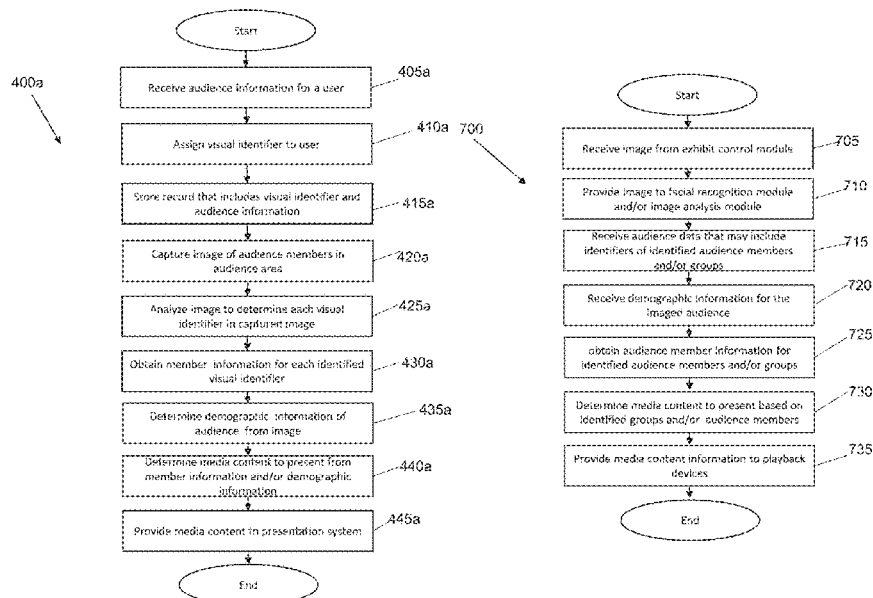 400a
Start
Receive audience information for a user
405a
Assign visual identifier to user
410a
Store record that includes visual identifier and
audience information
415a
Capture image of audience members in
audience area
420a
Analyze image to determine each visual
identifier in captured image
425a
Obtain member information for each identified
visual identifier
430a
Determine demographic information of
audience from image
435a
Determine media content to present from
member information and/or demographic
information
440a
Provide media content to presentation system
445a
End
700
Start
Receive image from exhibit control module
705
Provide image to facial recognition module
and/or image analysis module
710
Receive audience data that may include
identifiers of identified audience members
and/or groups
715
Receive demographic information for the
imaged audience
720
obtain audience member information for
identified audience members and/or groups
725
Determine media content to present based on
identified groups and/or audience members
730
Provide media content information to playback
devices
735
End